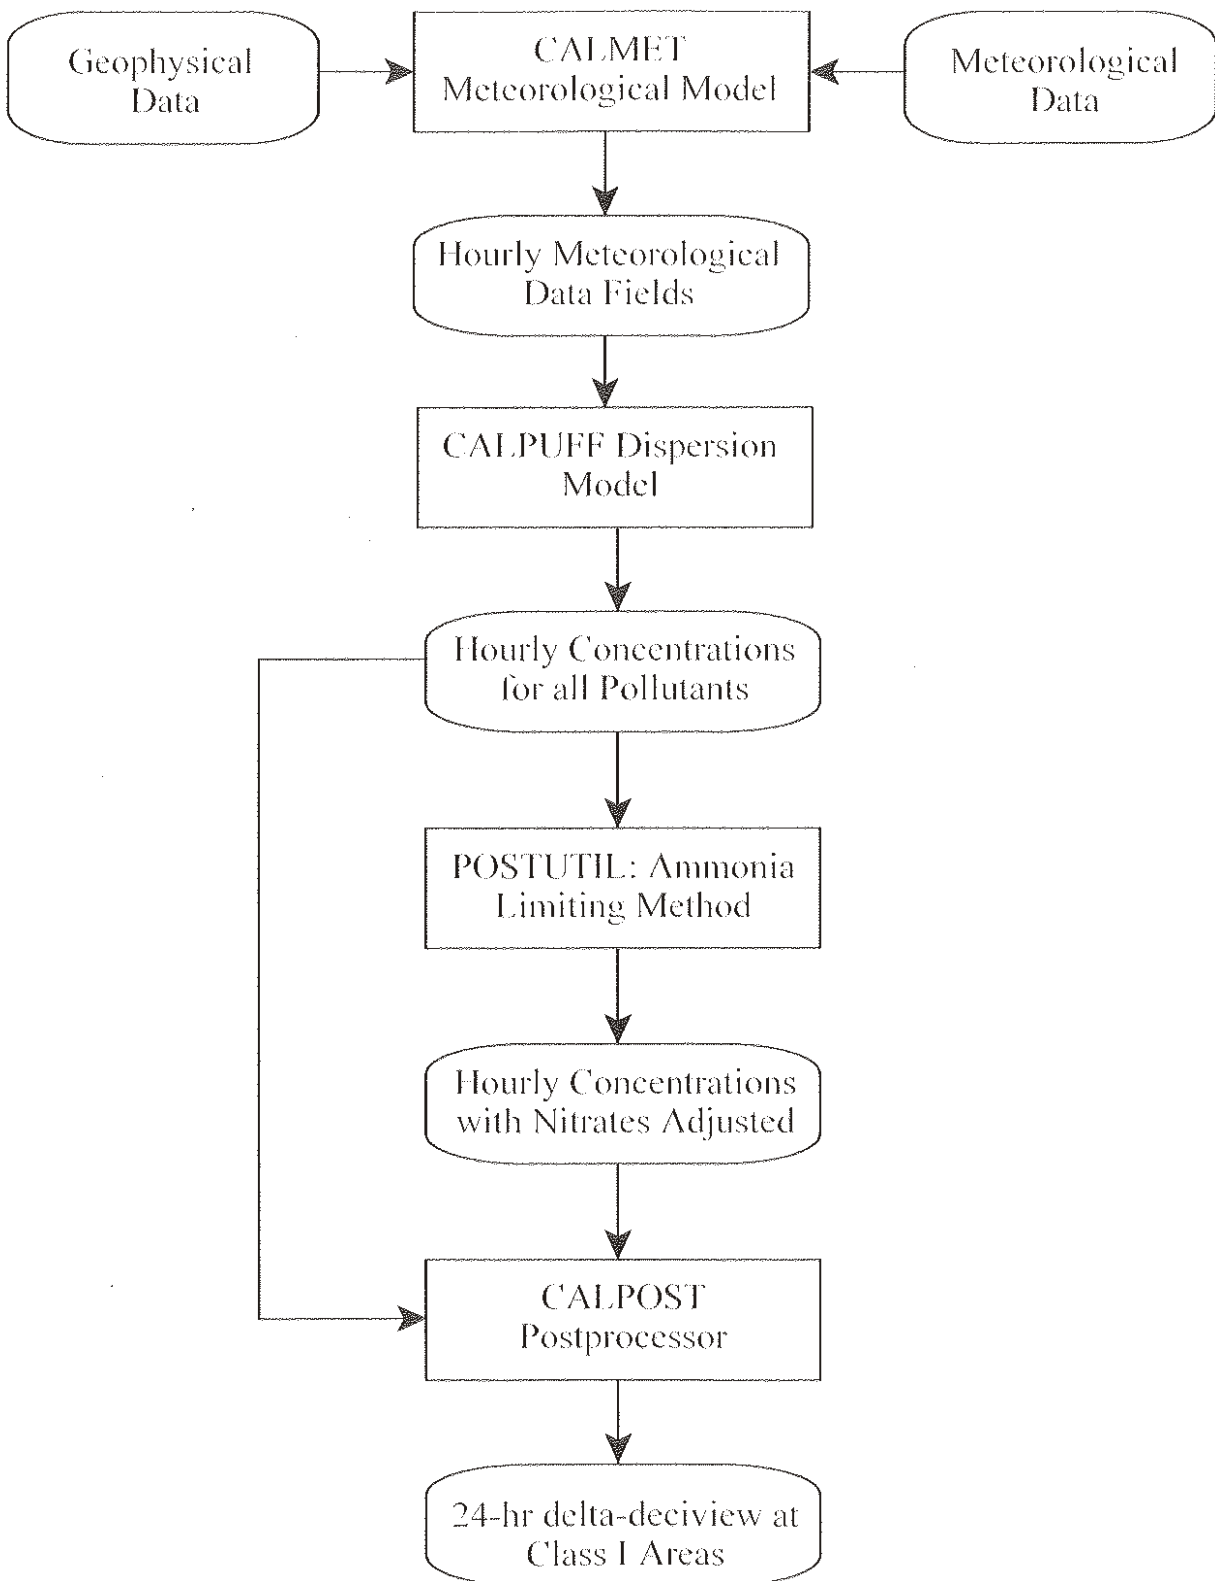 Geophysical
Data
CALMET
Meteorological Model
Meteorological
Data
Hourly Meteorological
Data Fields
CALPUFF Dispersion
Model
Hourly Concentrations
for all Pollutants
POSTUTIL: Ammonia
Limiting Method
Hourly Concentrations
with Nitrates Adjusted
CALPOST
Postprocessor
24-hr delta-deciview at
Class I Areas